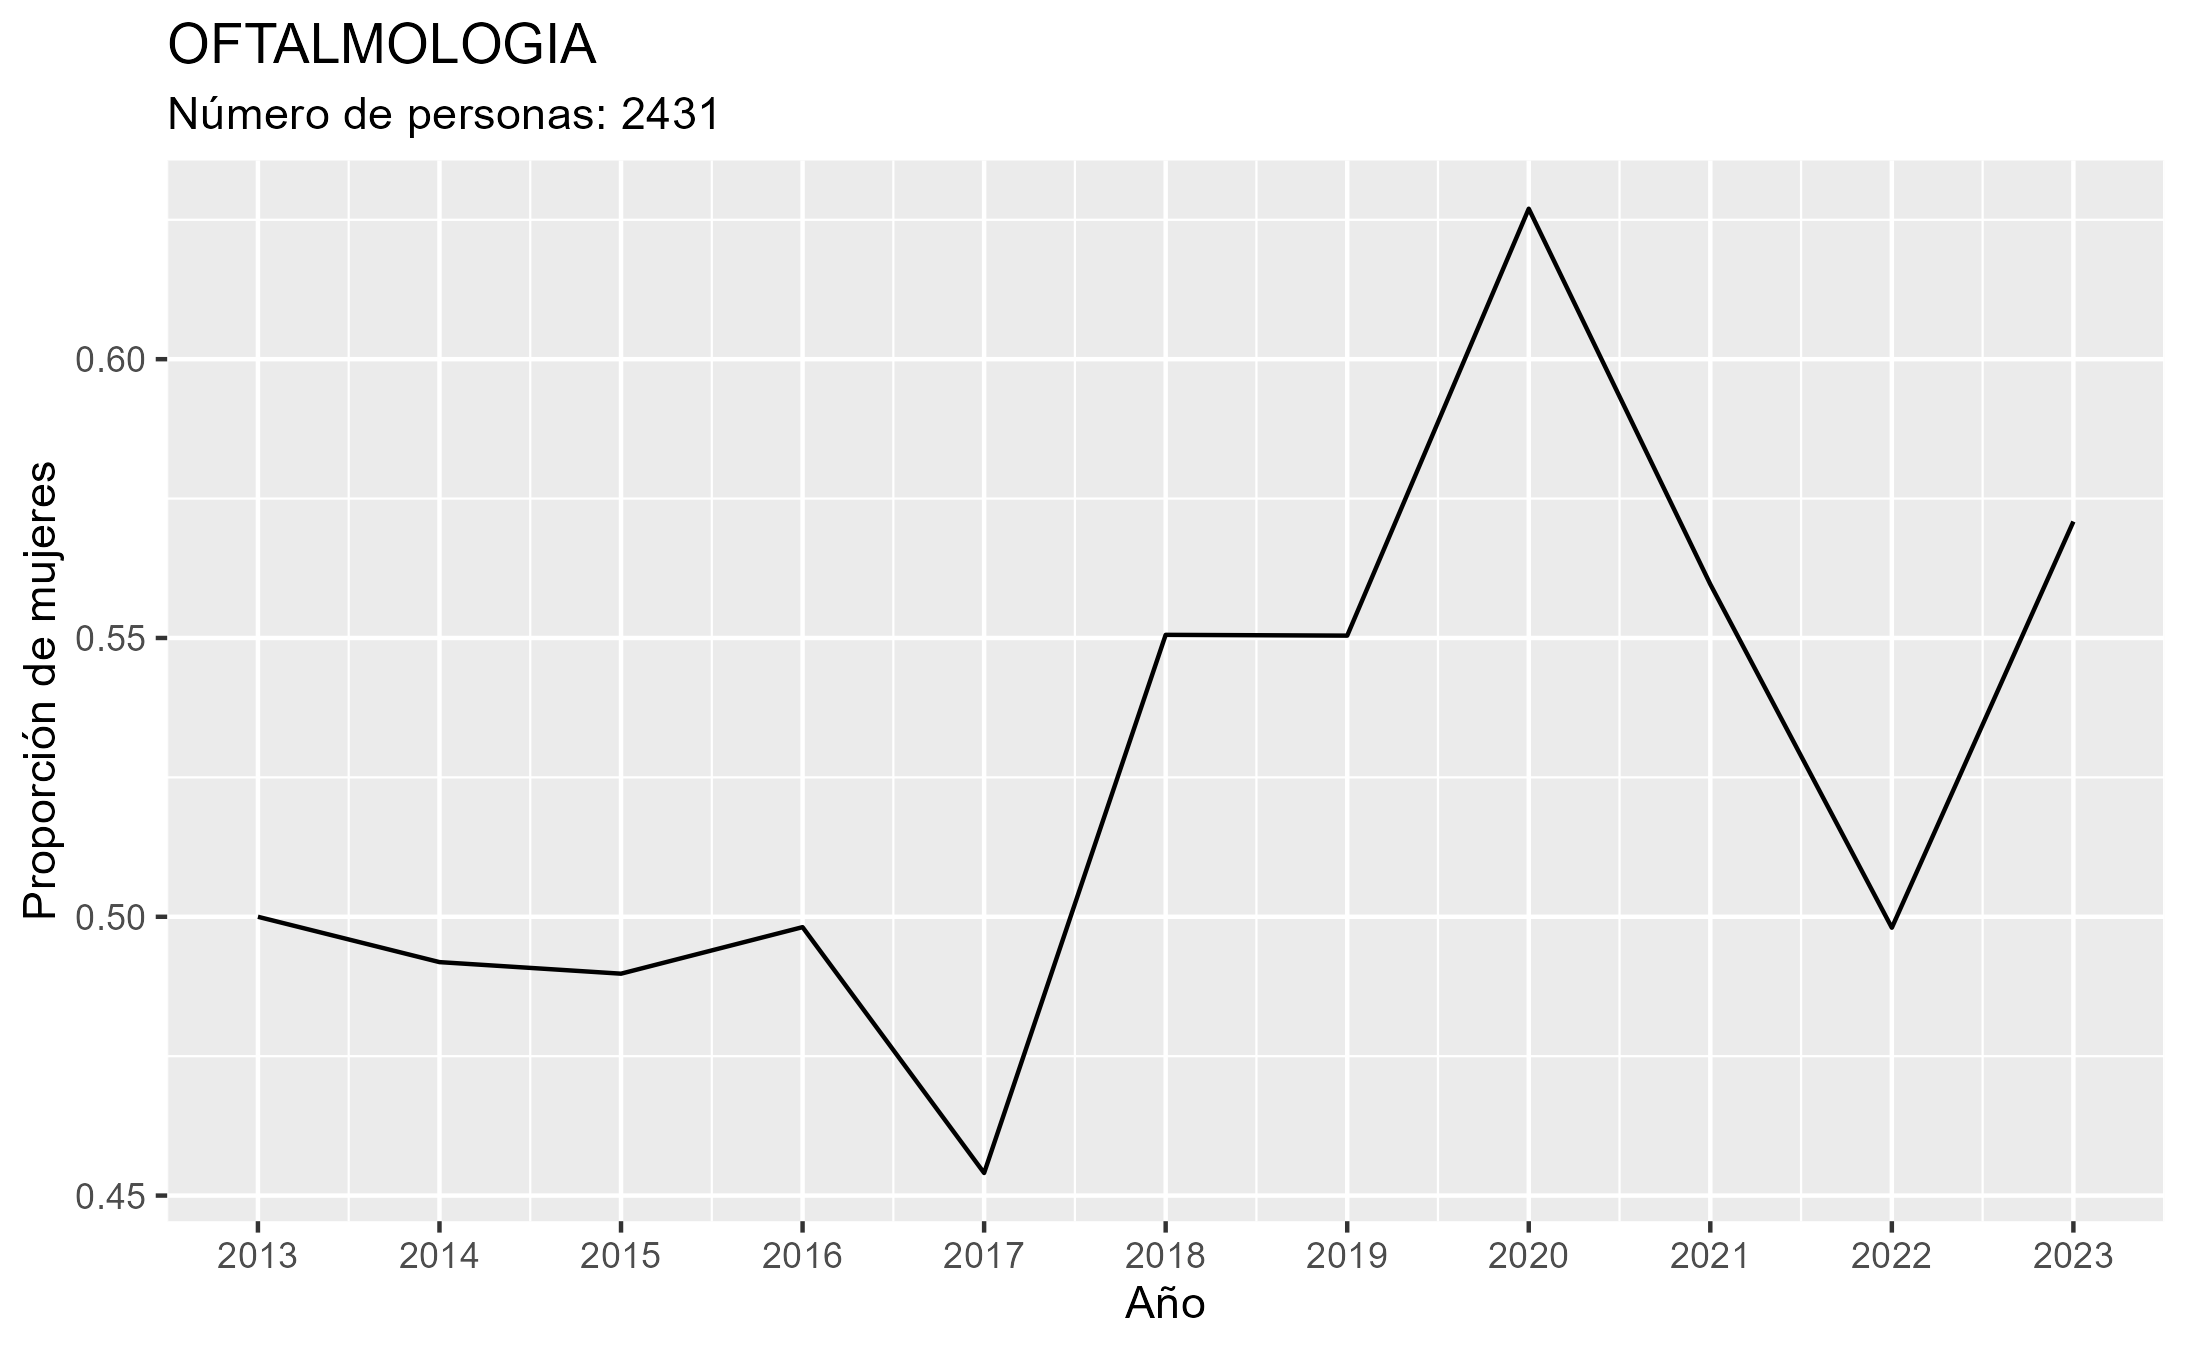 OFTALMOLOGIA
Número de personas: 2431
Proporción de mujeres
0.60
0.55
0.50
0.45
2013 2014 2015 2016 2017 2018 2019 2020 2021 2022 2023
Año